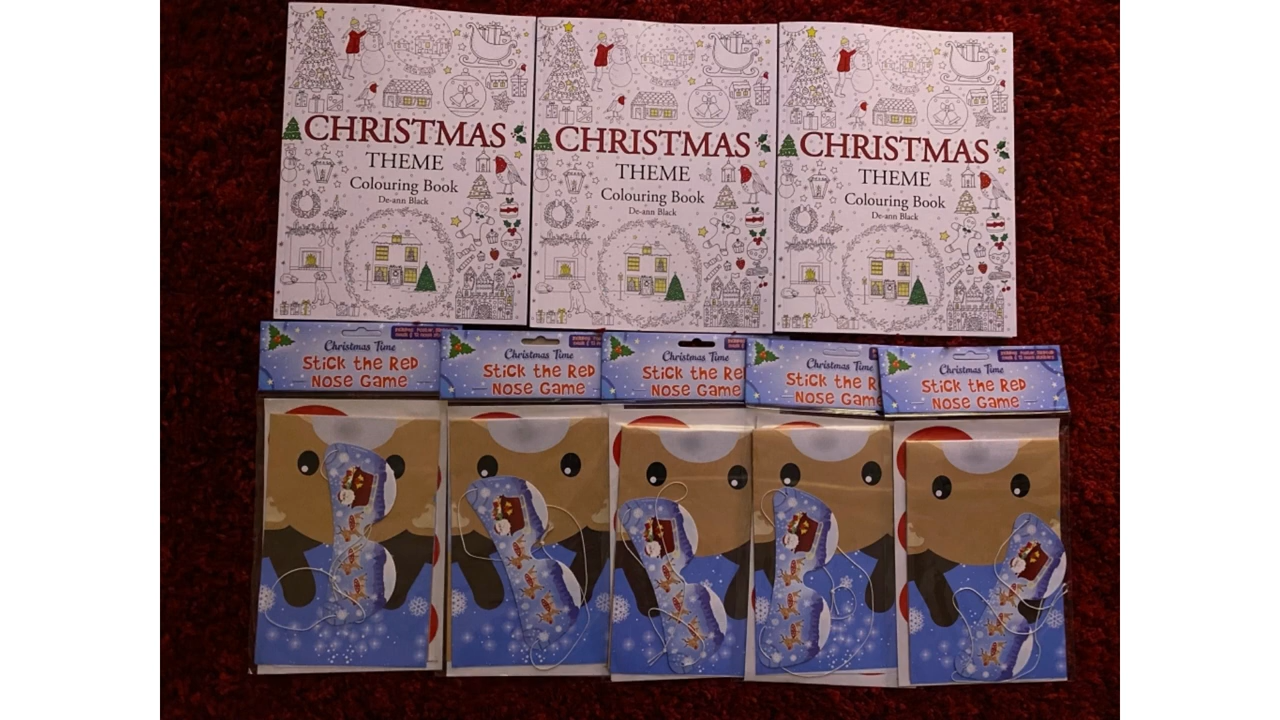 CHRISTMAS
THEME
Colouring Book
De-ann Black
CHRISTMAS
THEME
Colouring Book
De-ann Black
CHRISTMAS
THEME
Colouring Book
De-ann Black
Christmas Time
Stick the Red
Nose Game
Christmas Time
Stick the Red
Nose Game
Christmas Time
Stick the Re
Nose Game
Christmas Time
Stick the R
Nose Game
Christmas Time
Stick the Red
Nose Game